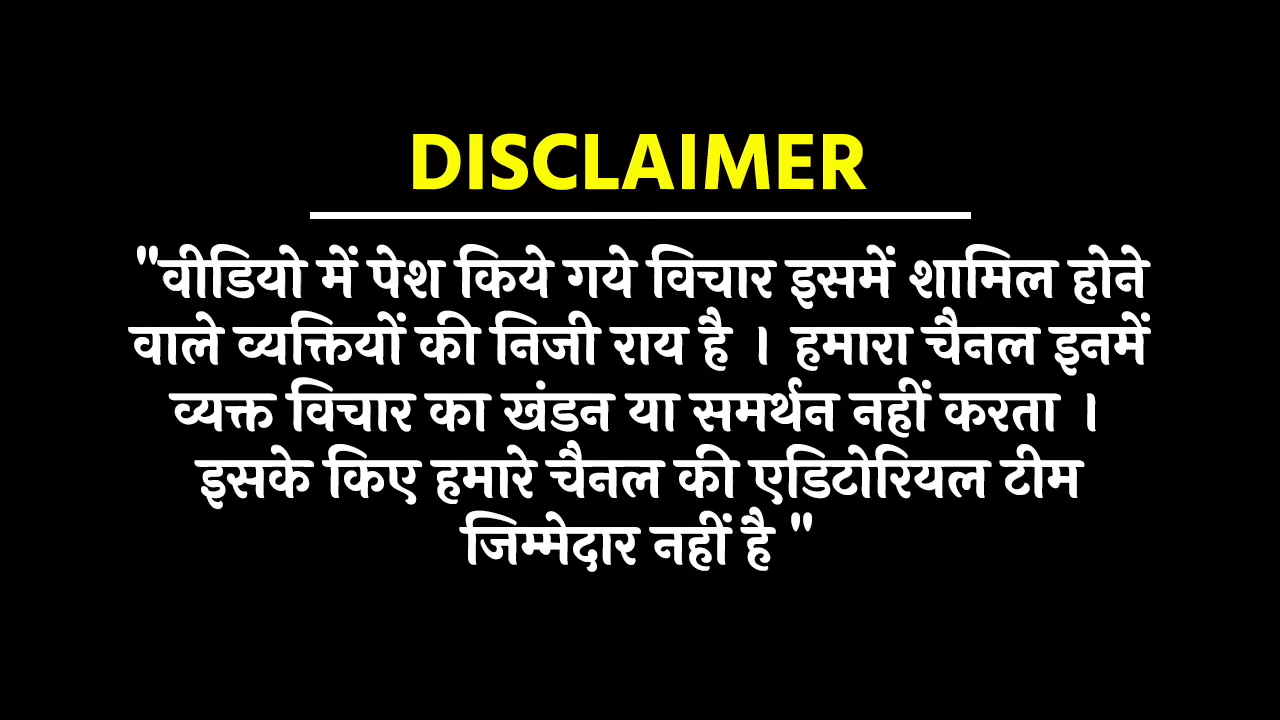 DISCLAIMER
"वीडियो में पेश किये गये विचार इसमें शामिल होने
वाले व्यक्तियों की निजी राय है । हमारा चैनल इनमें
व्यक्त विचार का खंडन या समर्थन नहीं करता ।
इसके किए हमारे चैनल की एडिटोरियल टीम
जिम्मेदार नहीं है "